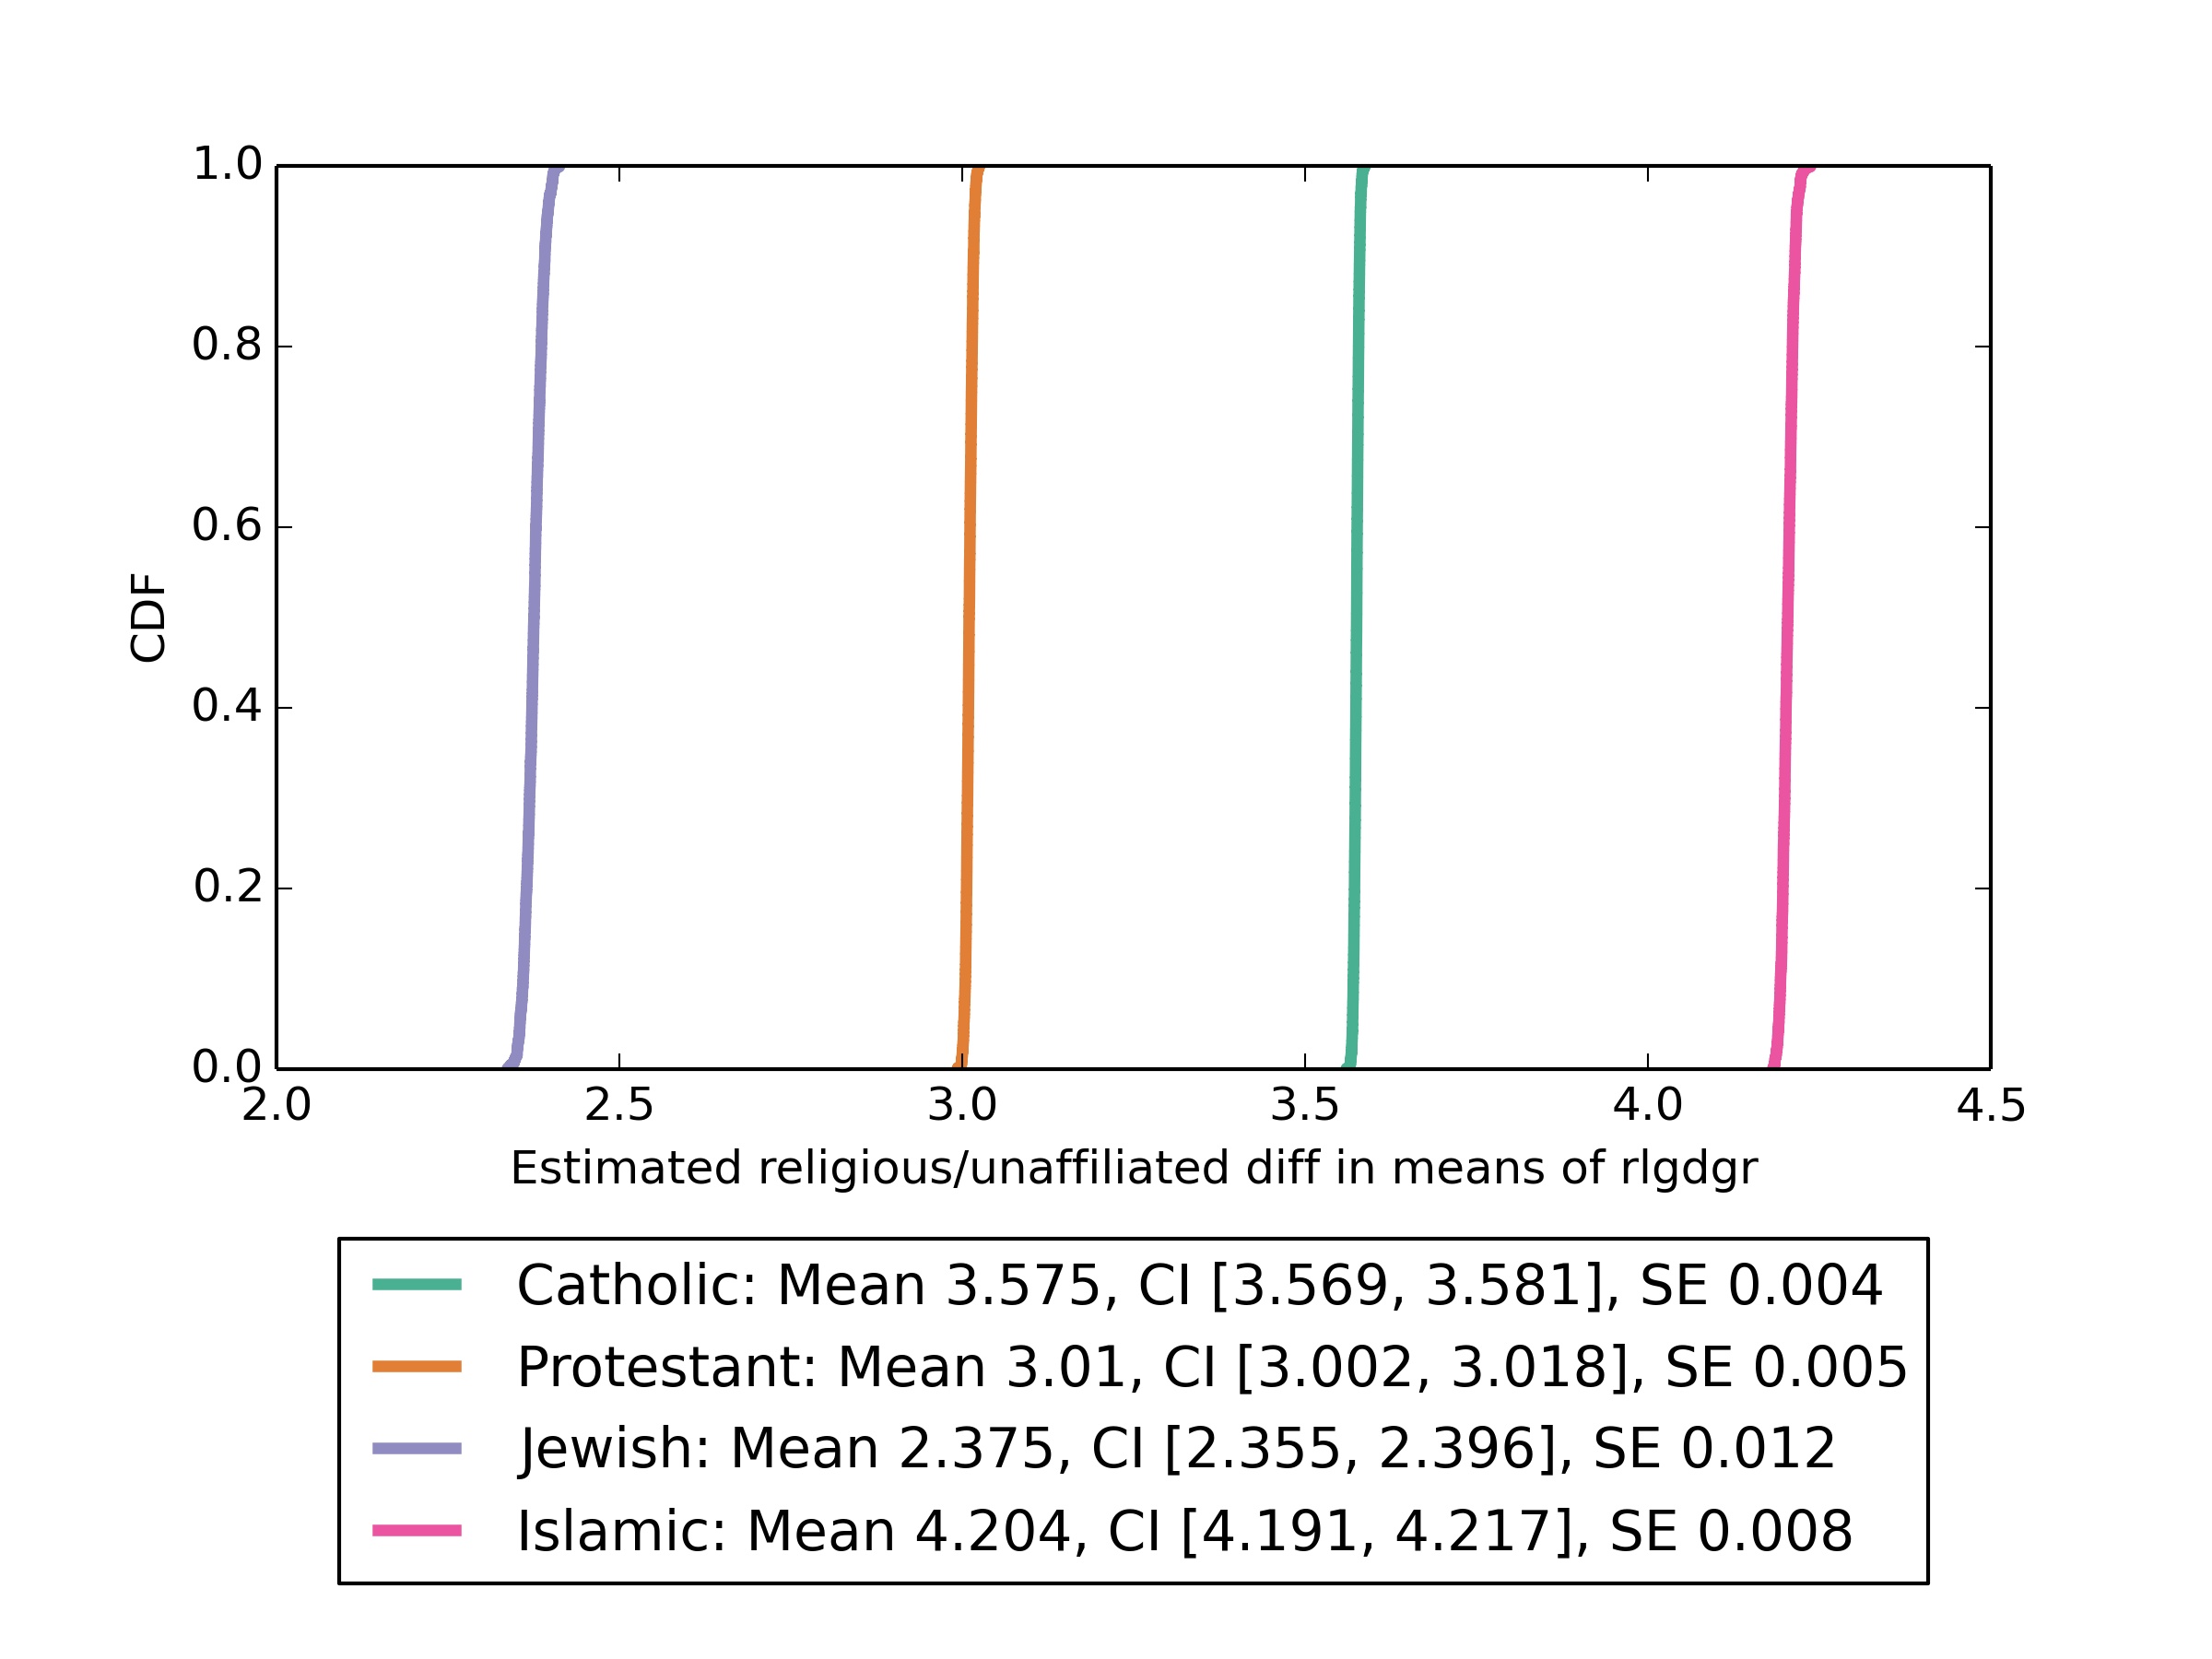 1.0
0.8
0.6
0.4
0.2
0.0
CDF
2.0 2.5 3.0 3.5 4.0 4.5
Estimated religious/unaffiliated diff in means of rlgdgr
Catholic: Mean 3.575, CI [3.569, 3.581], SE 0.004
Protestant: Mean 3.01, CI [3.002, 3.018], SE 0.005
Jewish: Mean 2.375, CI [2.355, 2.396], SE 0.012
Islamic: Mean 4.204, CI [4.191, 4.217], SE 0.008